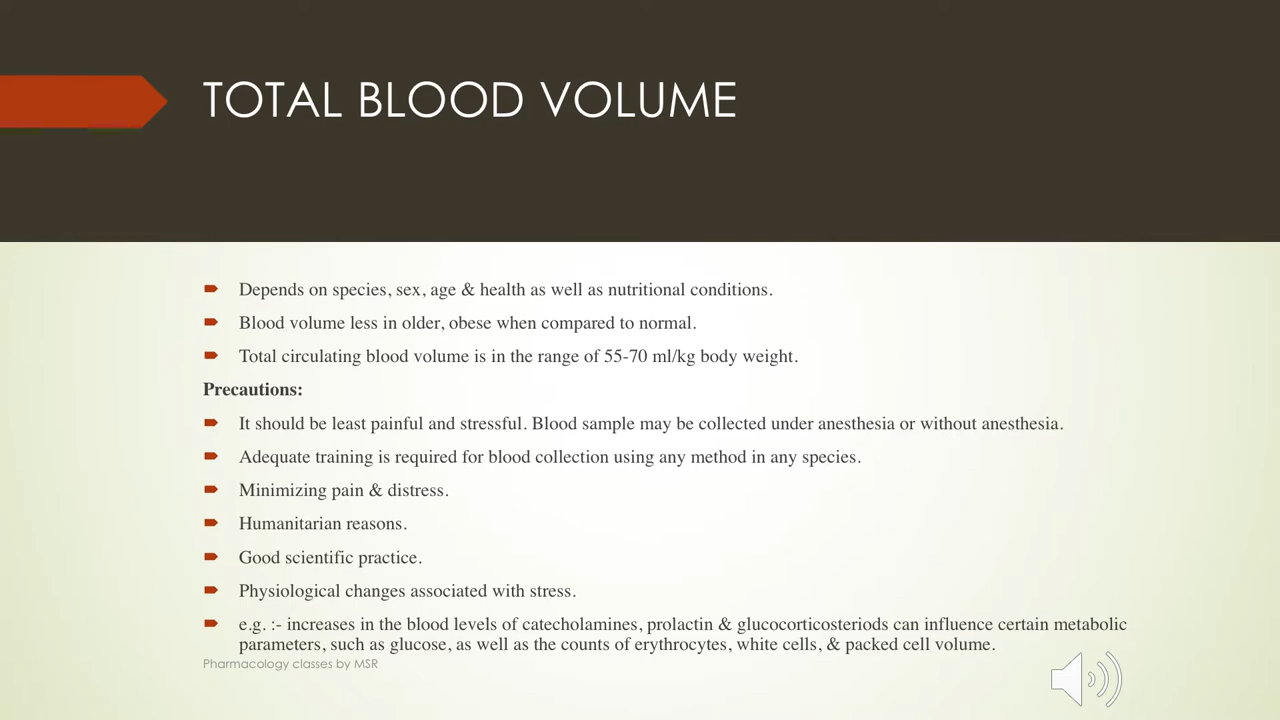 TOTAL BLOOD VOLUME
Depends on species, sex, age & health as well as nutritional conditions.
Blood volume less in older, obese when compared to normal.
Total circulating blood volume is in the range of 55-70 ml/kg body weight.
Precautions:
It should be least painful and stressful. Blood sample may be collected under anesthesia or without anesthesia.
Adequate training is required for blood collection using any method in any species.
Minimizing pain & distress.
Humanitarian reasons.
Good scientific practice.
Physiological changes associated with stress.
e.g. :- increases in the blood levels of catecholamines, prolactin & glucocorticosteriods can influence certain metabolic
parameters, such as glucose, as well as the counts of erythrocytes, white cells, & packed cell volume.
Pharmacology classes by MSR